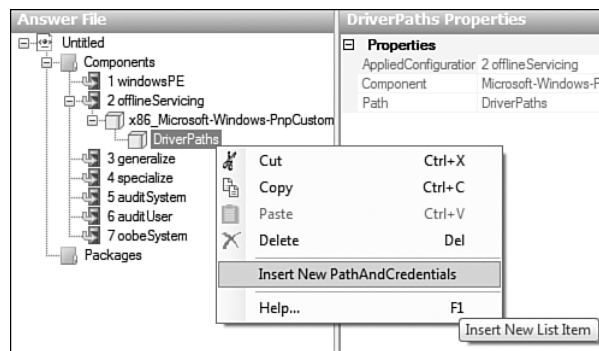 Answer File
Untitled
Components
1 windowsPE
2 offlineServicing
x86_Microsoft-Windows-PnpCustom
DriverPaths
3 generalize
4 specialize
5 auditSystem
6 auditUser
7 oobeSystem
Packages
DriverPaths Properties
Properties
AppliedConfiguration 2 offlineServicing
Component Microsoft-Windows-P
Path DriverPaths
Cut Ctrl+X
Copy Ctrl+C
Paste Ctrl+V
Delete Del
Insert New PathAndCredentials
Help... F1
Insert New List Item